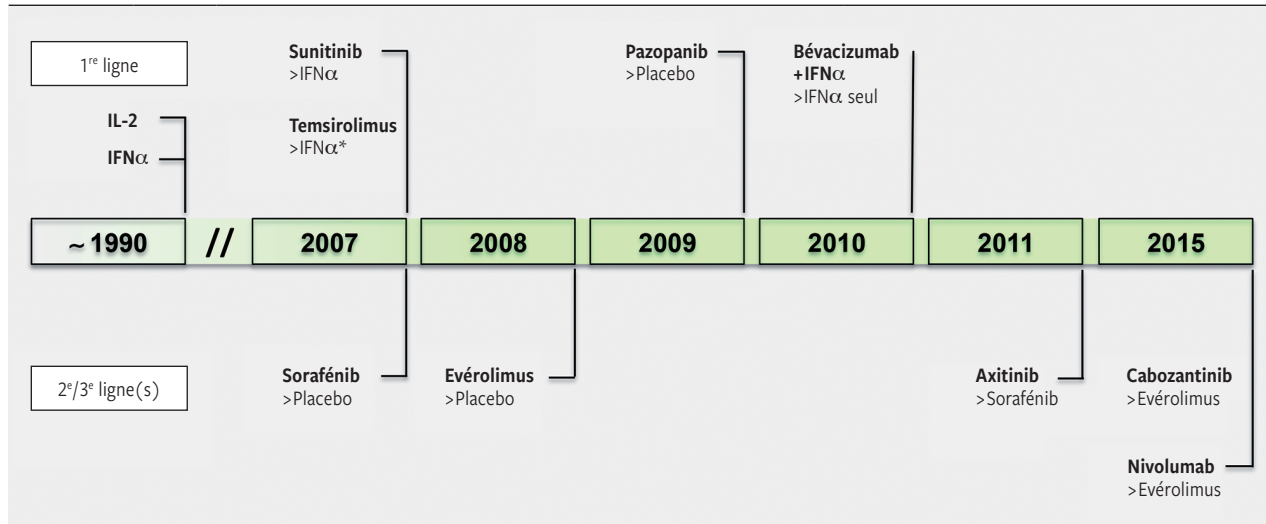 1re ligne
IL-2
IFNα
Sunitinib
>IFNα
Temsirolimus
>IFNα*
Pazopanib
>Placebo
Bévacizumab
+IFNα
>IFNα seul
~1990 // 2007 2008 2009 2010 2011 2015
2e/3e ligne(s)
Sorafénib
>Placebo
Evérolimus
>Placebo
Axitinib
>Sorafénib
Cabozantinib
>Evérolimus
Nivolumab
>Evérolimus